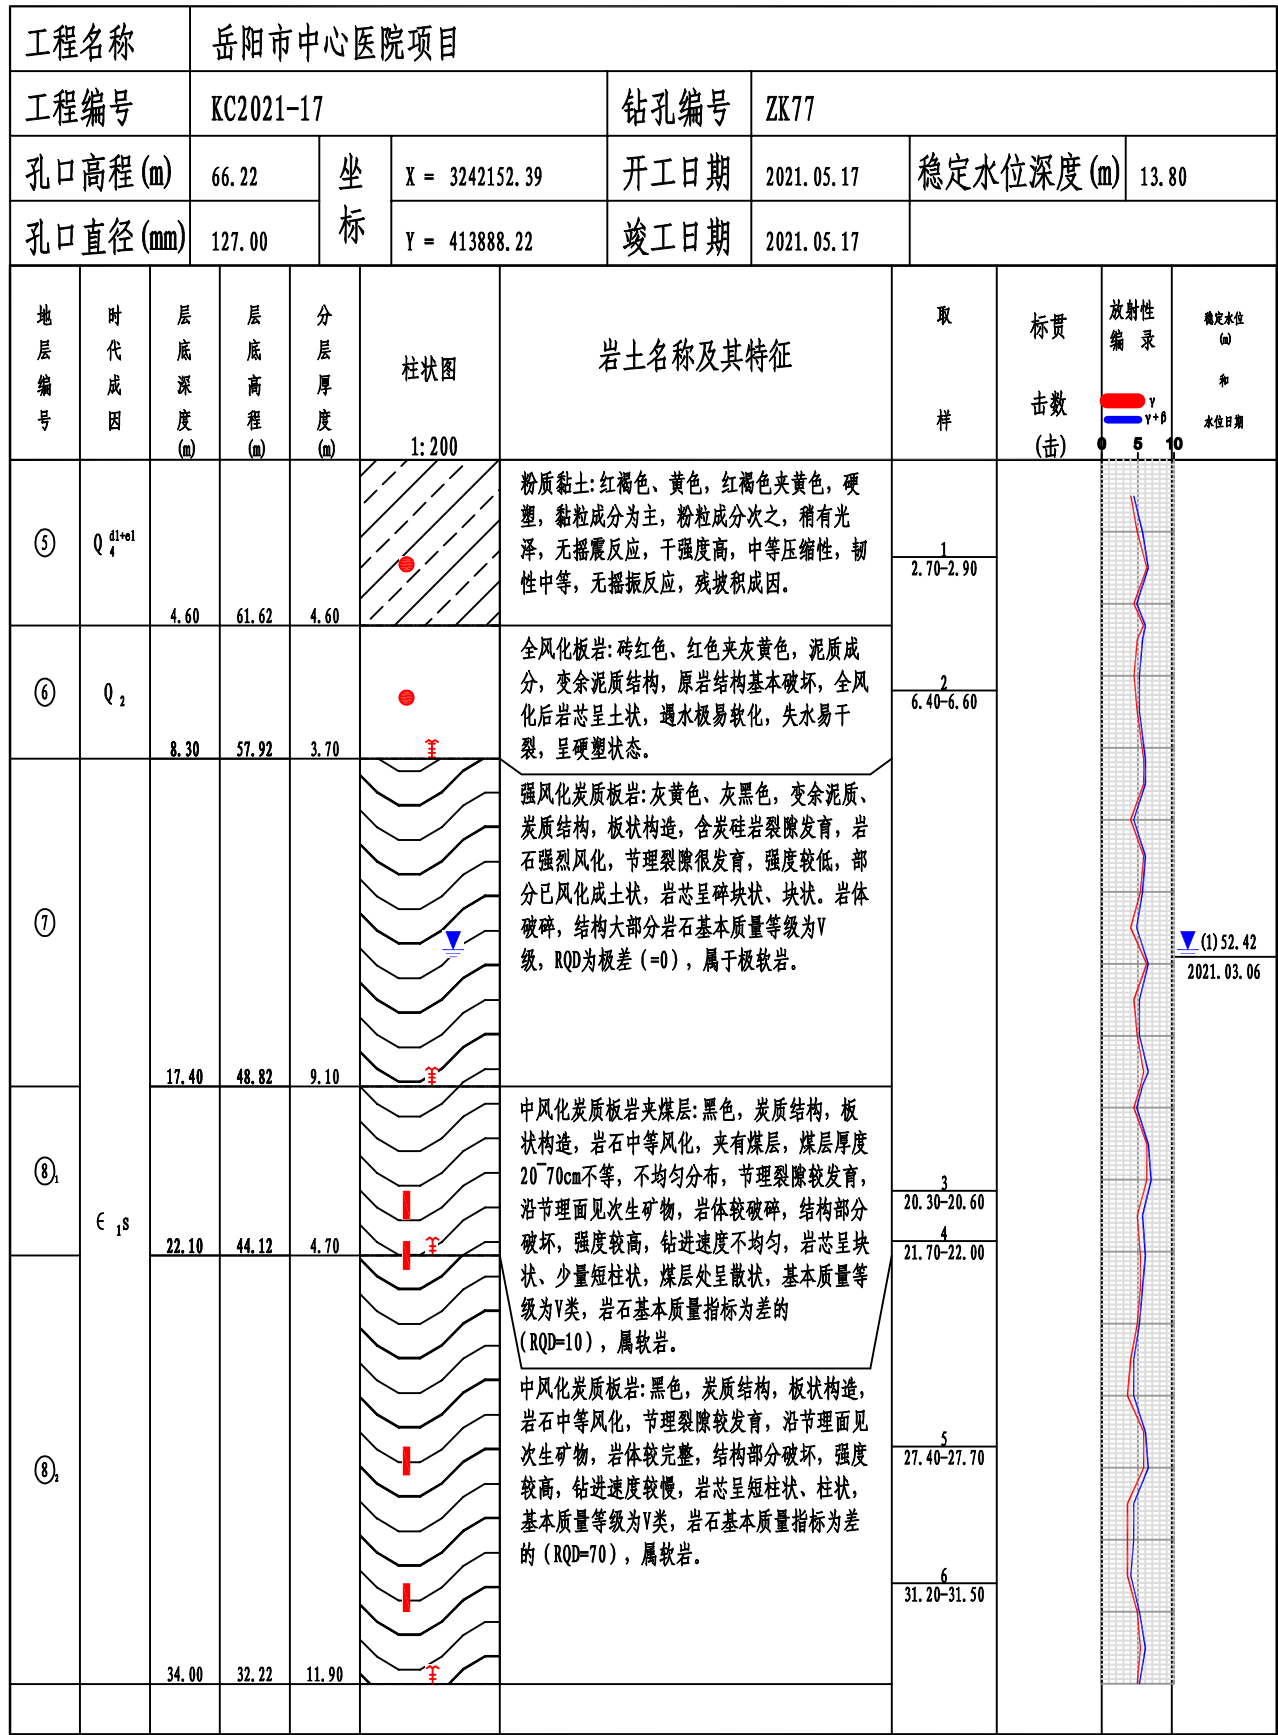 工程名称 岳阳市中心医院项目
工程编号 KC2021-17 钻孔编号 ZK77
孔口高程(m) 66.22 坐标 X = 3242152.39 开工日期 2021.05.17 稳定水位深度(m) 13.80
孔口直径(mm) 127.00 Y = 413888.22 竣工日期 2021.05.17
地层编号 时代成因 层底深度(m) 层底高程(m) 分层厚度(m) 柱状图 1:200 岩土名称及其特征 取样 标贯击数(击) 放射性编录 稳定水位(m)和水位日期
γ
γ+β
0 5 10
⑤ Q 4 dl+el 4.60 61.62 4.60
粉质黏土:红褐色、黄色，红褐色夹黄色，硬
塑，黏粒成分为主，粉粒成分次之，稍有光
泽，无摇震反应，干强度高，中等压缩性，韧
性中等，无摇振反应，残坡积成因。
1
2.70-2.90
⑥ Q 2 8.30 57.92 3.70
全风化板岩:砖红色、红色夹灰黄色，泥质成
分，变余泥质结构，原岩结构基本破坏，全风
化后岩芯呈土状，遇水极易软化，失水易干
裂，呈硬塑状态。
2
6.40-6.60
⑦ 17.40 48.82 9.10
强风化炭质板岩:灰黄色、灰黑色，变余泥质、
炭质结构，板状构造，含炭硅岩裂隙发育，岩
石强烈风化，节理裂隙很发育，强度较低，部
分已风化成土状，岩芯呈碎块状、块状。岩体
破碎，结构大部分岩石基本质量等级为V
级，RQD为极差（=0），属于极软岩。
(1)52.42
2021.03.06
⑧1 ∈ 1s 22.10 44.12 4.70
中风化炭质板岩夹煤层:黑色，炭质结构，板
状构造，岩石中等风化，夹有煤层，煤层厚度
20~70cm不等，不均匀分布，节理裂隙较发育，
沿节理面见次生矿物，岩体较破碎，结构部分
破坏，强度较高，钻进速度不均匀，岩芯呈块
状、少量短柱状，煤层处呈散状，基本质量等
级为V类，岩石基本质量指标为差的
（RQD=10），属软岩。
3
20.30-20.60
4
21.70-22.00
⑧2 34.00 32.22 11.90
中风化炭质板岩:黑色，炭质结构，板状构造，
岩石中等风化，节理裂隙较发育，沿节理面见
次生矿物，岩体较完整，结构部分破坏，强度
较高，钻进速度较慢，岩芯呈短柱状、柱状，
基本质量等级为V类，岩石基本质量指标为差
的（RQD=70），属软岩。
5
27.40-27.70
6
31.20-31.50